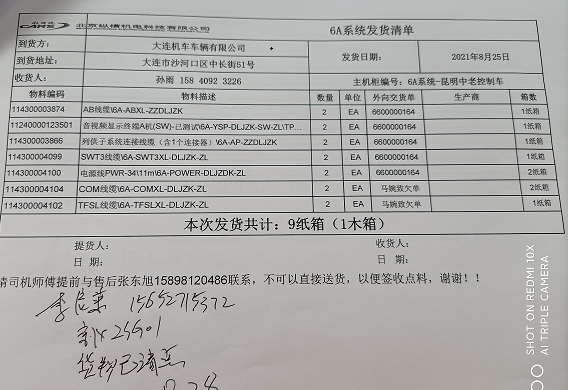 CARS 北京纵横机电科技有限公司
6A系统发货清单
到货方: 大连机车车辆有限公司 发货日期: 2021年8月25日
到货地址: 大连市沙河口区中长街51号
收货人: 孙雨 158 4092 3226 主机柜编号: 6A系统-昆明中老控制车
物料编码 物料描述 数量 单位 外向交货单 生产商 箱数
114300003874 AB线缆\6A-ABXL-ZZDLJZK 2 EA 6600000164 1纸箱
11240000123501 音视频显示终端A机(SW)-已测试\6A-YSP-DLJZK-SW-ZL\TP... 2 EA 6600000164 1纸箱
114300003866 列供子系统连接线缆（含1个连接器）\6A-AP-ZZDLJZK 2 EA 6600000164 1纸箱
114300004099 SWT3线缆\6A-SWT3XL-DLJZK-ZL 2 EA 6600000164 1纸箱
114300004100 电源线PWR-34\11m\6A-POWER-DLJZDK-ZL 2 EA 6600000164 2纸箱
114300004104 COM线缆\6A-COMXL-DLJZK-ZL 2 EA 马婉致欠单 2纸箱
114300004102 TFSL线缆\6A-TFSLXL-DLJZK-ZL 2 EA 马婉致欠单 1纸箱
本次发货共计: 9纸箱（1木箱）
提货人: 收货人:
日 期: 日 期:
请司机师傅提前与售后张东旭15898120486联系，不可以直接送货，以便签收点料，谢谢！！
15652715372
货物已清点
SHOT ON REDMI 10X
AI TRIPLE CAMERA